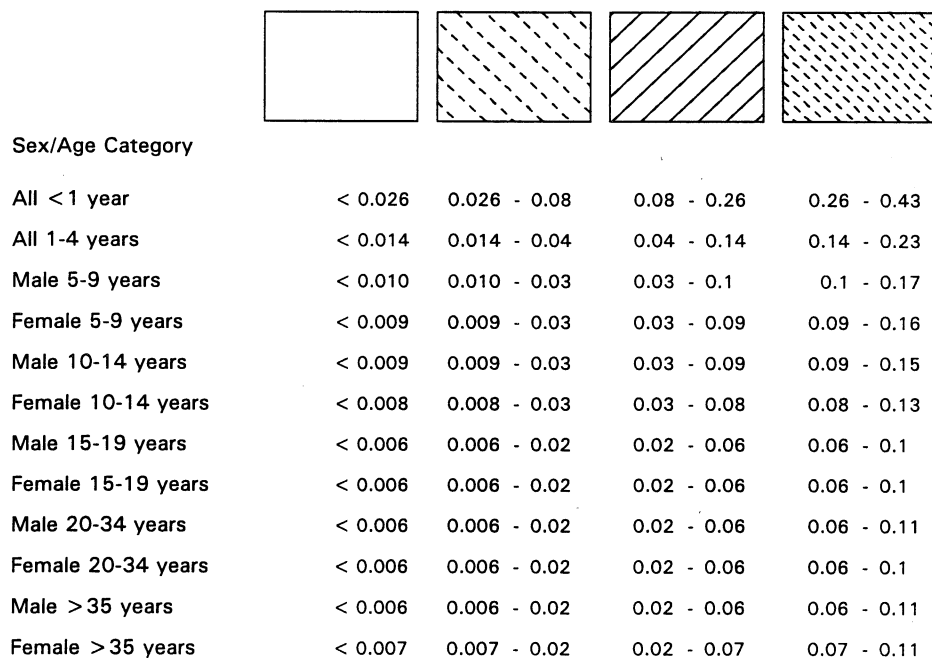 Sex/Age Category
All <1 year < 0.026 0.026 - 0.08 0.08 - 0.26 0.26 - 0.43
All 1-4 years < 0.014 0.014 - 0.04 0.04 - 0.14 0.14 - 0.23
Male 5-9 years < 0.010 0.010 - 0.03 0.03 - 0.1 0.1 - 0.17
Female 5-9 years < 0.009 0.009 - 0.03 0.03 - 0.09 0.09 - 0.16
Male 10-14 years < 0.009 0.009 - 0.03 0.03 - 0.09 0.09 - 0.15
Female 10-14 years < 0.008 0.008 - 0.03 0.03 - 0.08 0.08 - 0.13
Male 15-19 years < 0.006 0.006 - 0.02 0.02 - 0.06 0.06 - 0.1
Female 15-19 years < 0.006 0.006 - 0.02 0.02 - 0.06 0.06 - 0.1
Male 20-34 years < 0.006 0.006 - 0.02 0.02 - 0.06 0.06 - 0.11
Female 20-34 years < 0.006 0.006 - 0.02 0.02 - 0.06 0.06 - 0.1
Male >35 years < 0.006 0.006 - 0.02 0.02 - 0.06 0.06 - 0.11
Female >35 years < 0.007 0.007 - 0.02 0.02 - 0.07 0.07 - 0.11